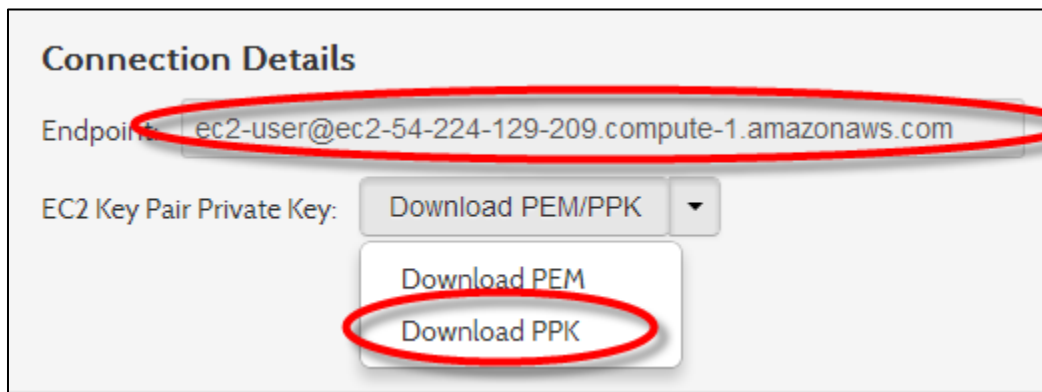 Connection Details
Endpoint: ec2-user@ec2-54-224-129-209.compute-1.amazonaws.com
EC2 Key Pair Private Key: Download PEM/PPK
Download PEM
Download PPK